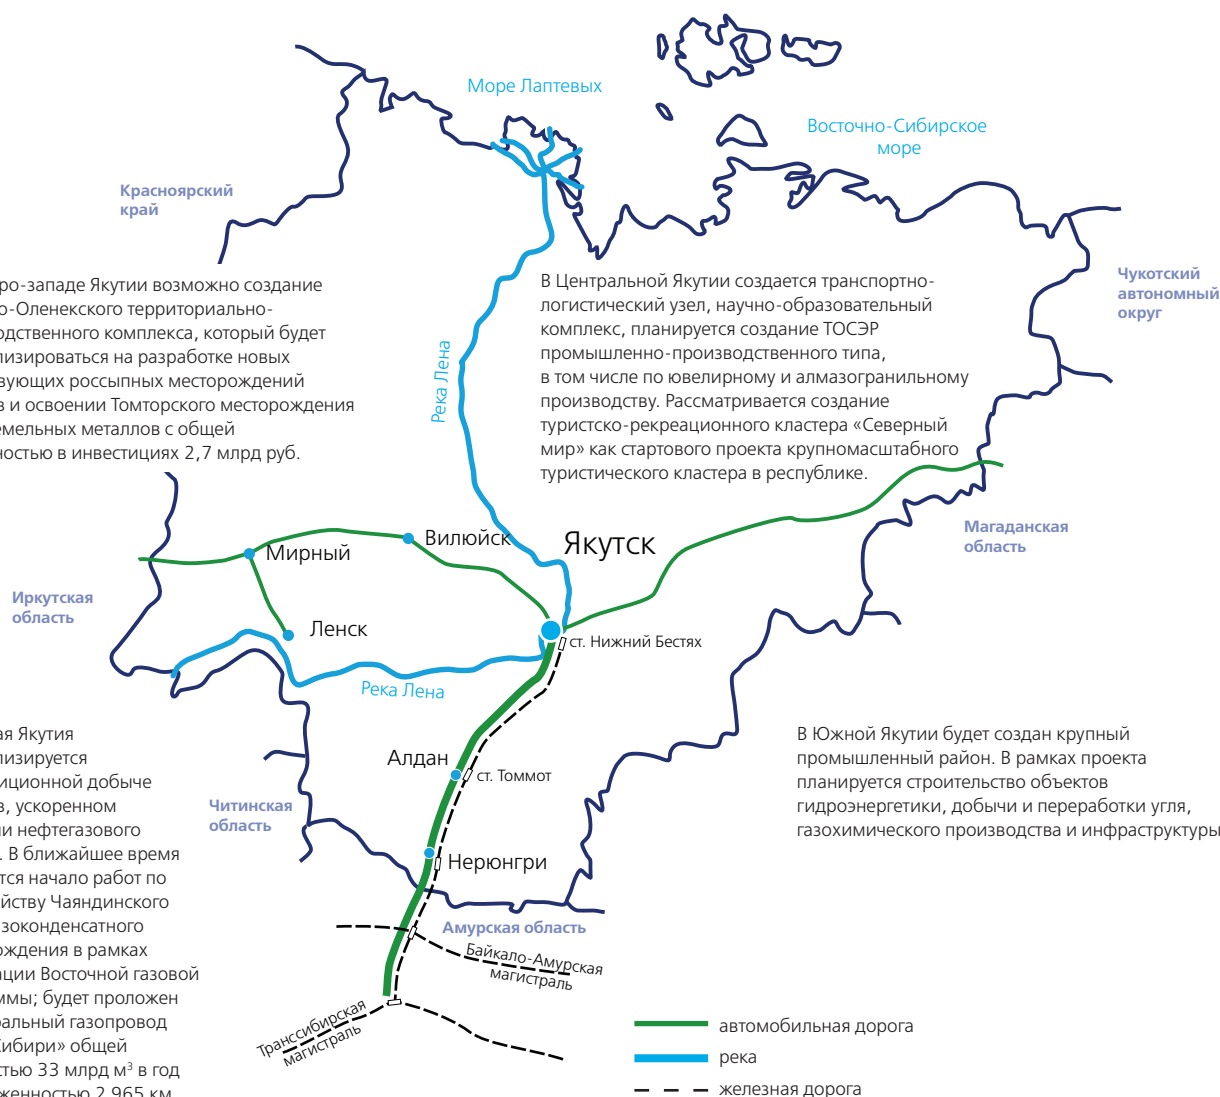 Море Лаптевых
Восточно-Сибирское
море
Красноярский
край
Чукотский
автономный
округ
ро-западе Якутии возможно создание
о-Оленекского территориально-
одственного комплекса, который будет
лизироваться на разработке новых
вующих россыпных месторождений
в и освоении Томторского месторождения
емельных металлов с общей
ностью в инвестициях 2,7 млрд руб.
В Центральной Якутии создается транспортно-
логистический узел, научно-образовательный
комплекс, планируется создание ТОСЭР
промышленно-производственного типа,
в том числе по ювелирному и алмазогранильному
производству. Рассматривается создание
туристско-рекреационного кластера «Северный
мир» как стартового проекта крупномасштабного
туристического кластера в республике.
Река Лена
Магаданская
область
Вилюйск
Якутск
Мирный
Иркутская
область
Ленск
ст. Нижний Бестях
Река Лена
ая Якутия
лизируется
иционной добыче
в, ускоренном
ии нефтегазового
. В ближайшее время
тся начало работ по
йству Чаяндинского
зоконденсатного
ождения в рамках
ации Восточной газовой
ммы; будет проложен
ральный газопровод
Сибири» общей
стью 33 млрд м³ в год
женностью 2 965 км
В Южной Якутии будет создан крупный
промышленный район. В рамках проекта
планируется строительство объектов
гидроэнергетики, добычи и переработки угля,
газохимического производства и инфраструктуры
Алдан
ст. Томмот
Читинская
область
Нерюнгри
Амурская область
Байкало-Амурская
магистраль
Транссибирская
магистраль
автомобильная дорога
река
железная дорога